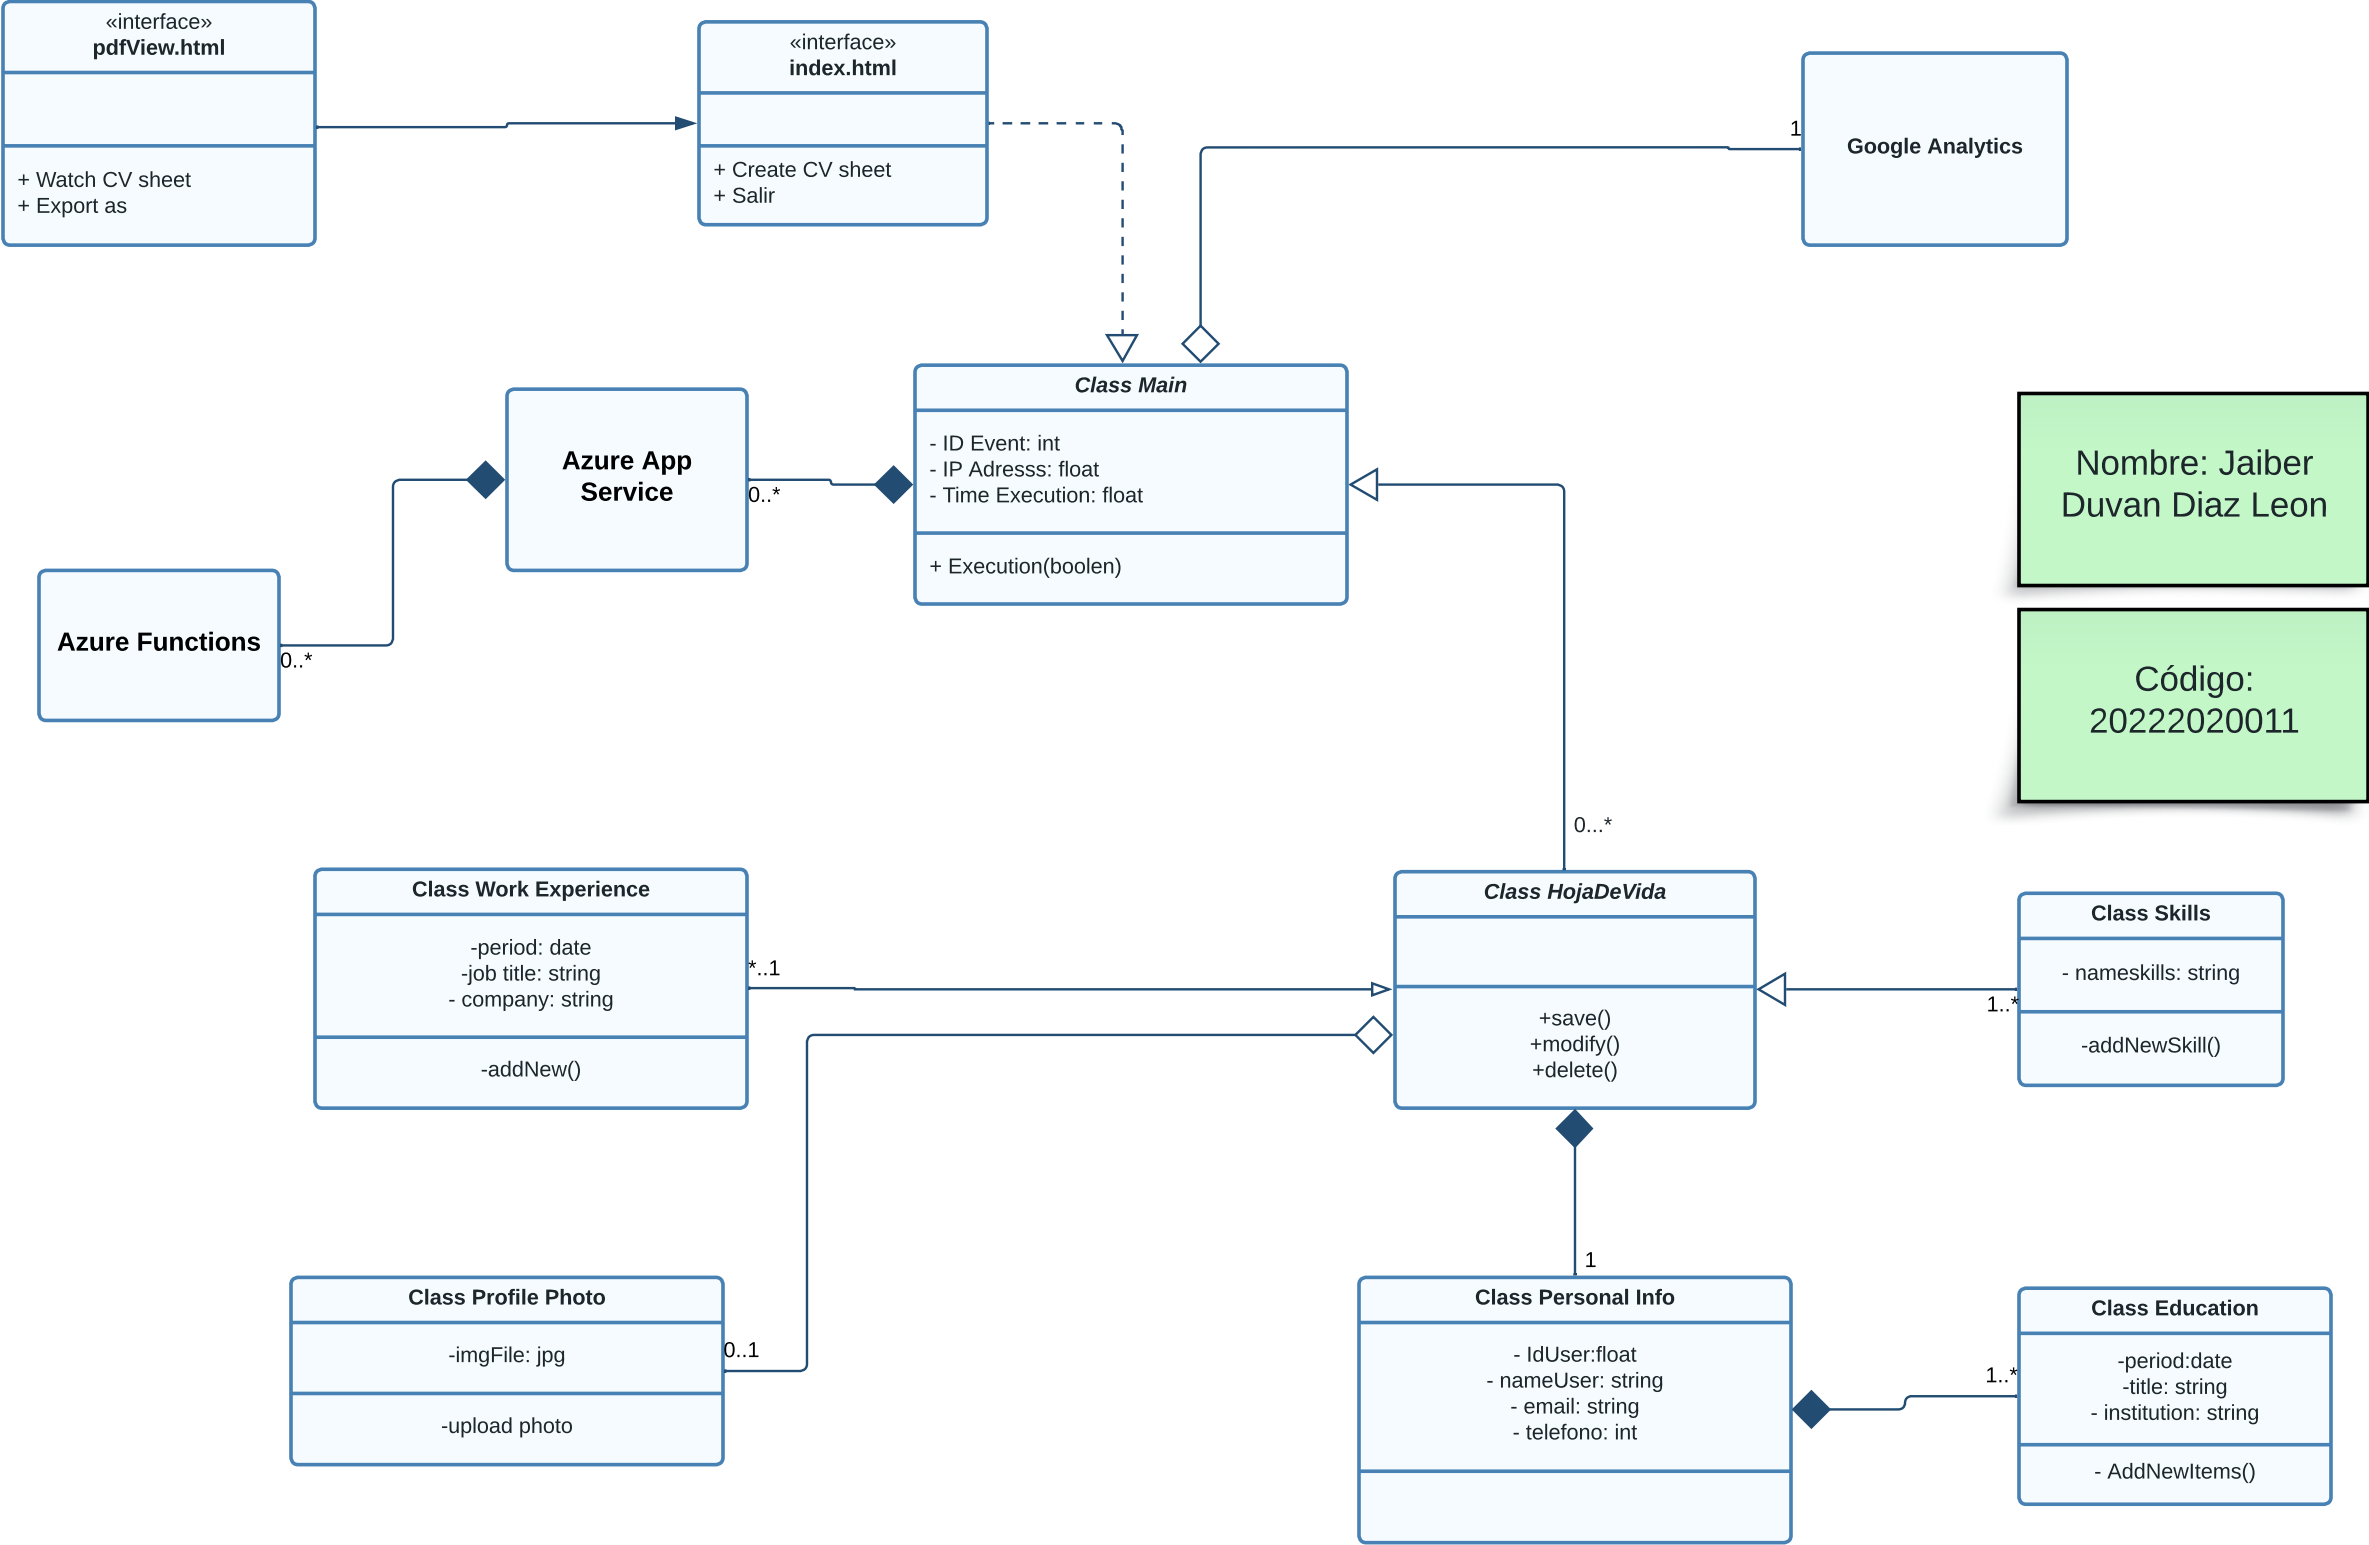 «interface»
pdfView.html
+ Watch CV sheet
+ Export as
«interface»
index.html
+ Create CV sheet
+ Salir
1
Google Analytics
Class Main
- ID Event: int
- IP Adresss: float
- Time Execution: float
+ Execution(boolen)
Azure App
Service
0..*
Azure Functions
0..*
Nombre: Jaiber
Duvan Diaz Leon
Código:
20222020011
0...*
Class Work Experience
-period: date
-job title: string
- company: string
-addNew()
*..1
Class HojaDeVida
+save()
+modify()
+delete()
Class Skills
- nameskills: string
-addNewSkill()
1..*
1
Class Profile Photo
-imgFile: jpg
-upload photo
0..1
Class Personal Info
- IdUser:float
- nameUser: string
- email: string
- telefono: int
1..*
Class Education
-period:date
-title: string
- institution: string
- AddNewItems()